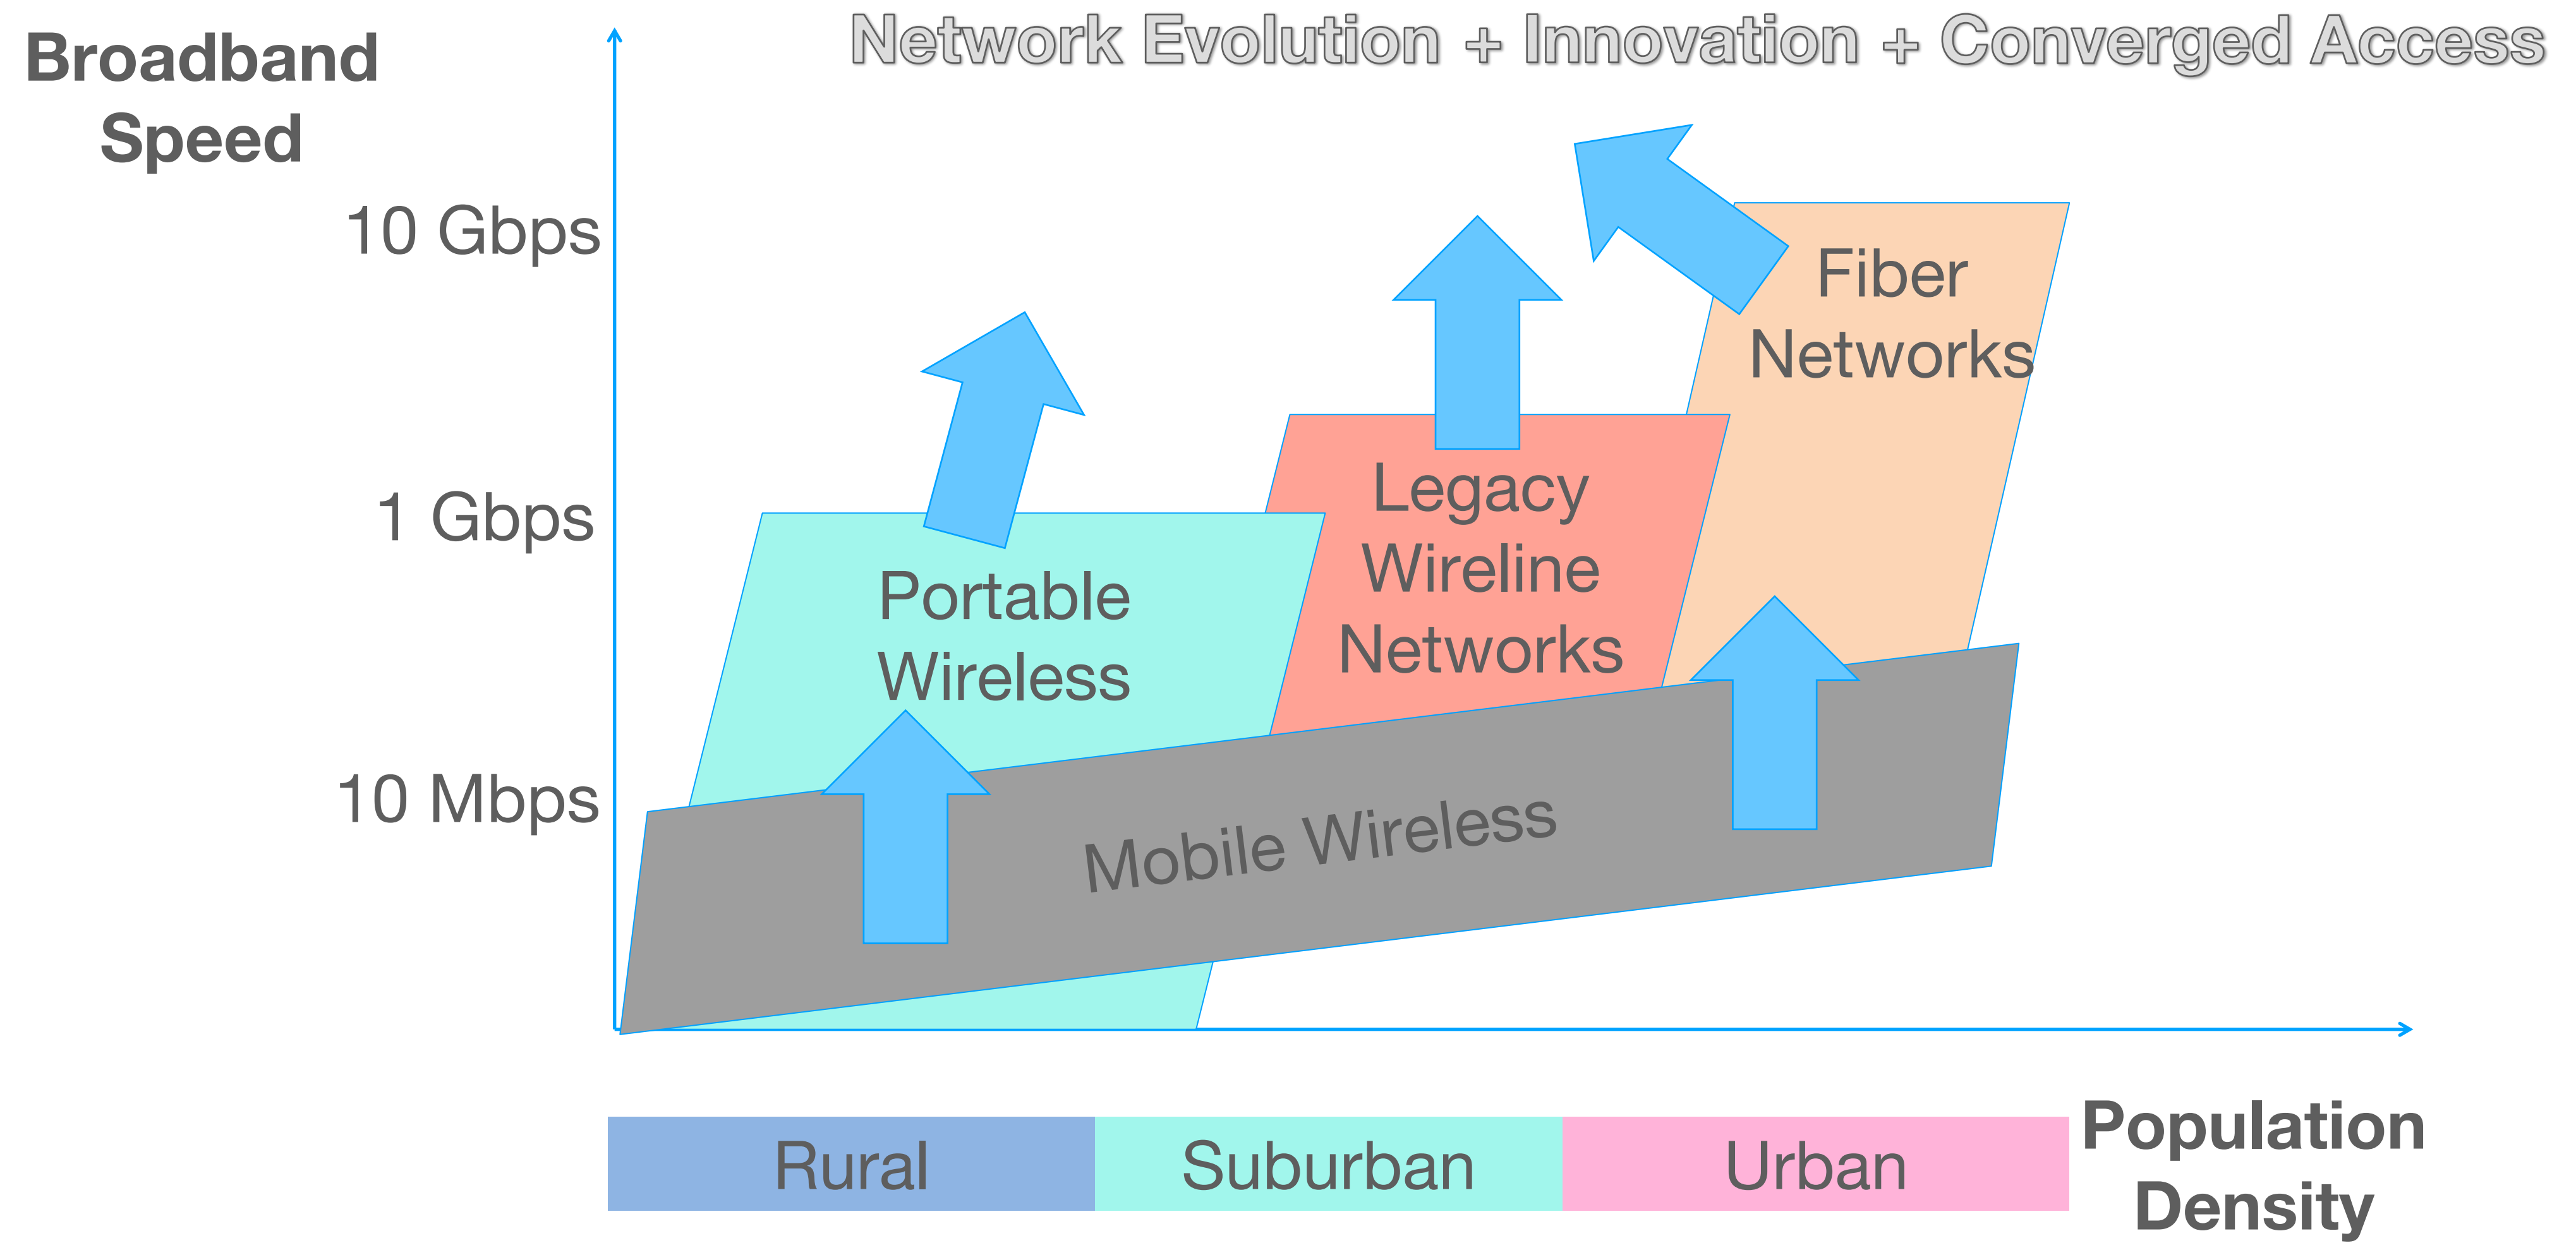 Network Evolution + Innovation + Converged Access
Broadband
Speed
10 Gbps
1 Gbps
10 Mbps
Fiber
Networks
Legacy
Wireline
Networks
Portable
Wireless
Mobile Wireless
Rural
Suburban
Urban
Population
Density